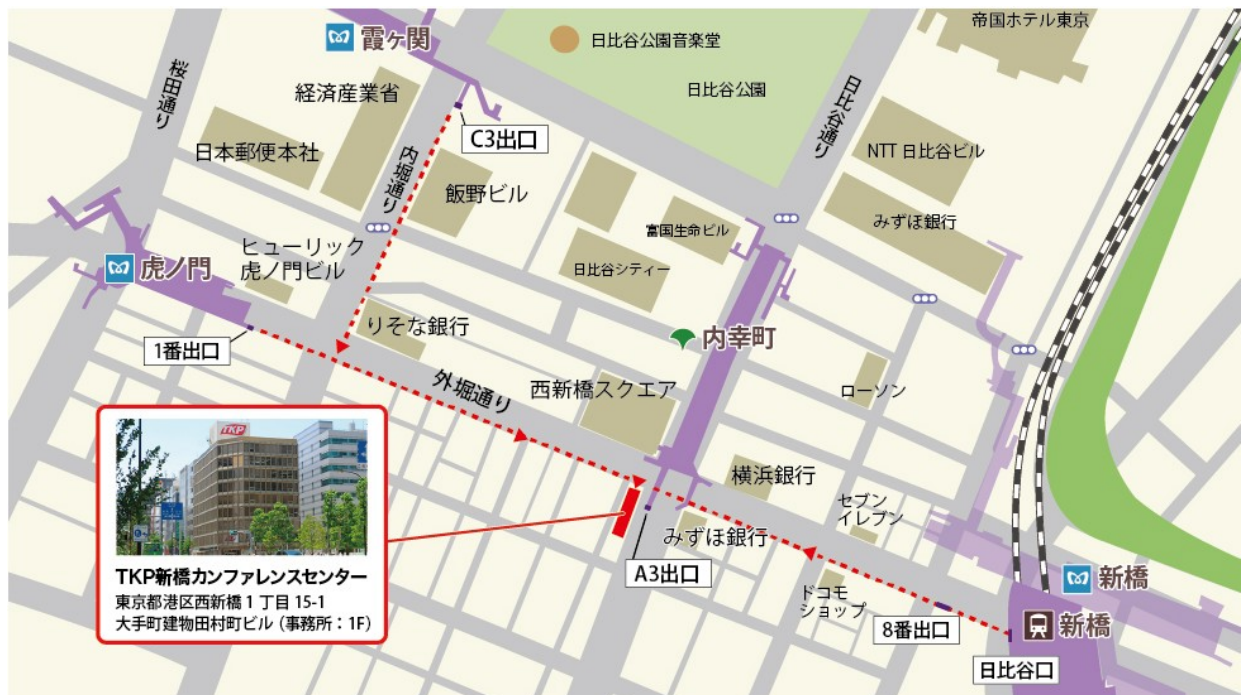 帝国ホテル東京
霞ヶ関
日比谷公園音楽堂
桜田通り
経済産業省
日比谷公園
日比谷通り
C3出口
NTT 日比谷ビル
日本郵便本社
内堀通り
飯野ビル
みずほ銀行
富国生命ビル
ヒューリック
虎ノ門ビル
虎ノ門
日比谷シティー
りそな銀行
内幸町
1番出口
外堀通り
西新橋スクエア
ローソン
TKP
横浜銀行
セブン
イレブン
みずほ銀行
A3出口
新橋
ドコモ
ショップ
8番出口
新橋
日比谷口
TKP新橋カンファレンスセンター
東京都港区西新橋 1 丁目 15-1
大手町建物田村町ビル (事務所：1F)